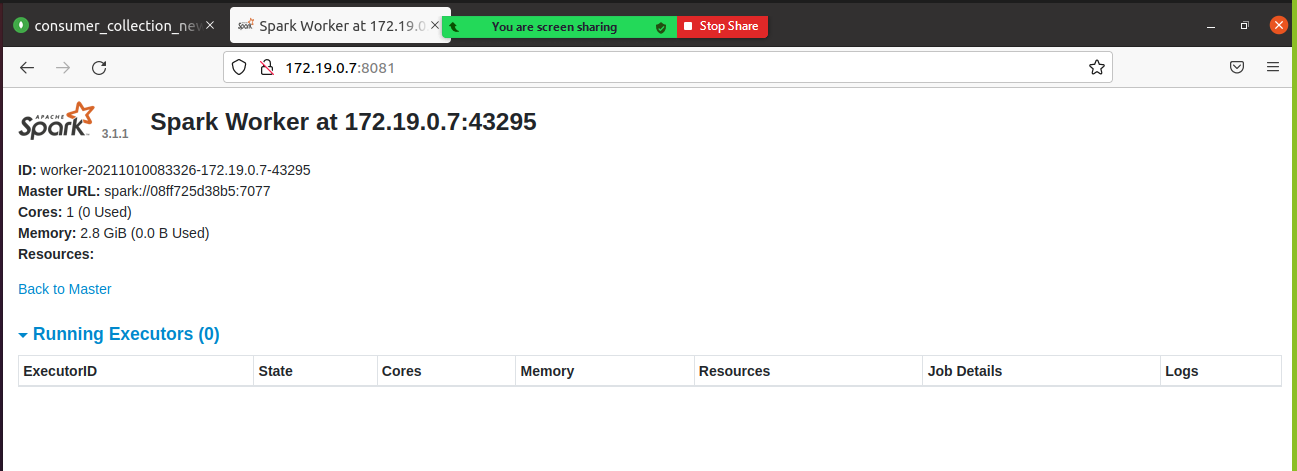 consumer_collection_new
Spark Worker at 172.19.0
You are screen sharing
Stop Share
172.19.0.7:8081
APACHE
Spark
3.1.1
Spark Worker at 172.19.0.7:43295
ID: worker-20211010083326-172.19.0.7-43295
Master URL: spark://08ff725d38b5:7077
Cores: 1 (0 Used)
Memory: 2.8 GiB (0.0 B Used)
Resources:
Back to Master
Running Executors (0)
ExecutorID State Cores Memory Resources Job Details Logs